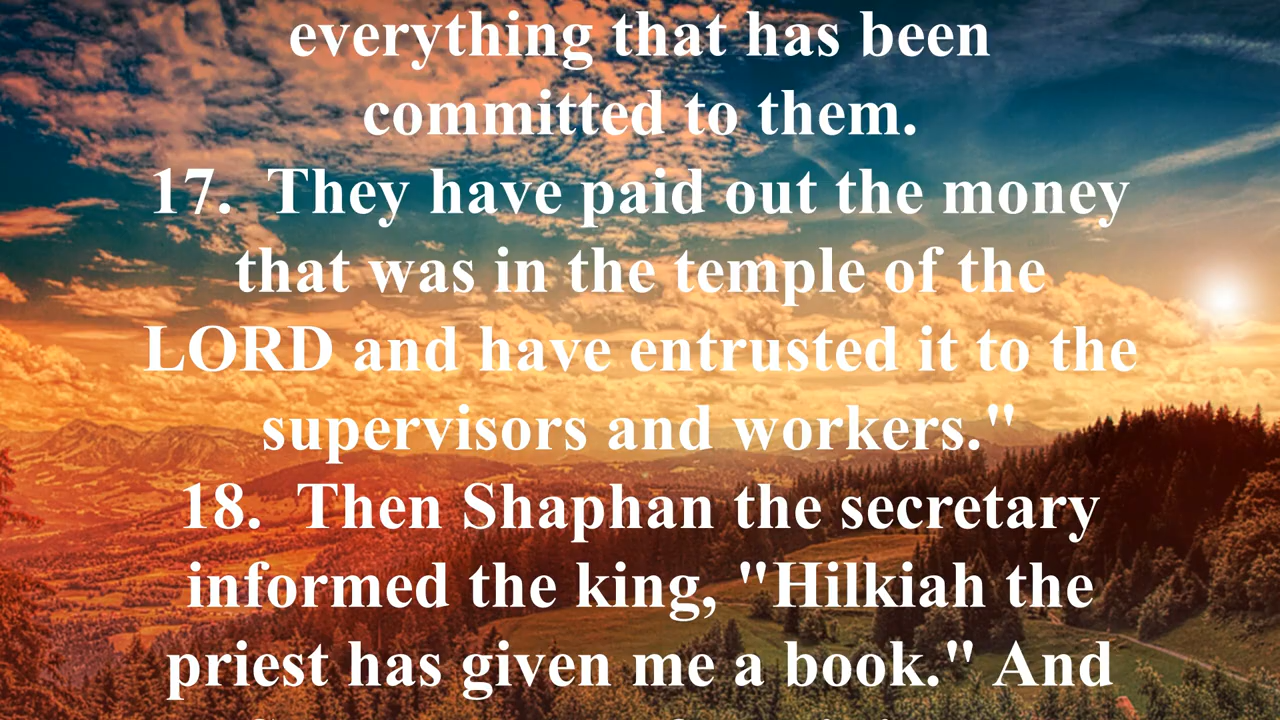 everything that has been
committed to them.
17.  They have paid out the money
that was in the temple of the
LORD and have entrusted it to the
supervisors and workers."
18.  Then Shaphan the secretary
informed the king, "Hilkiah the
priest has given me a book." And